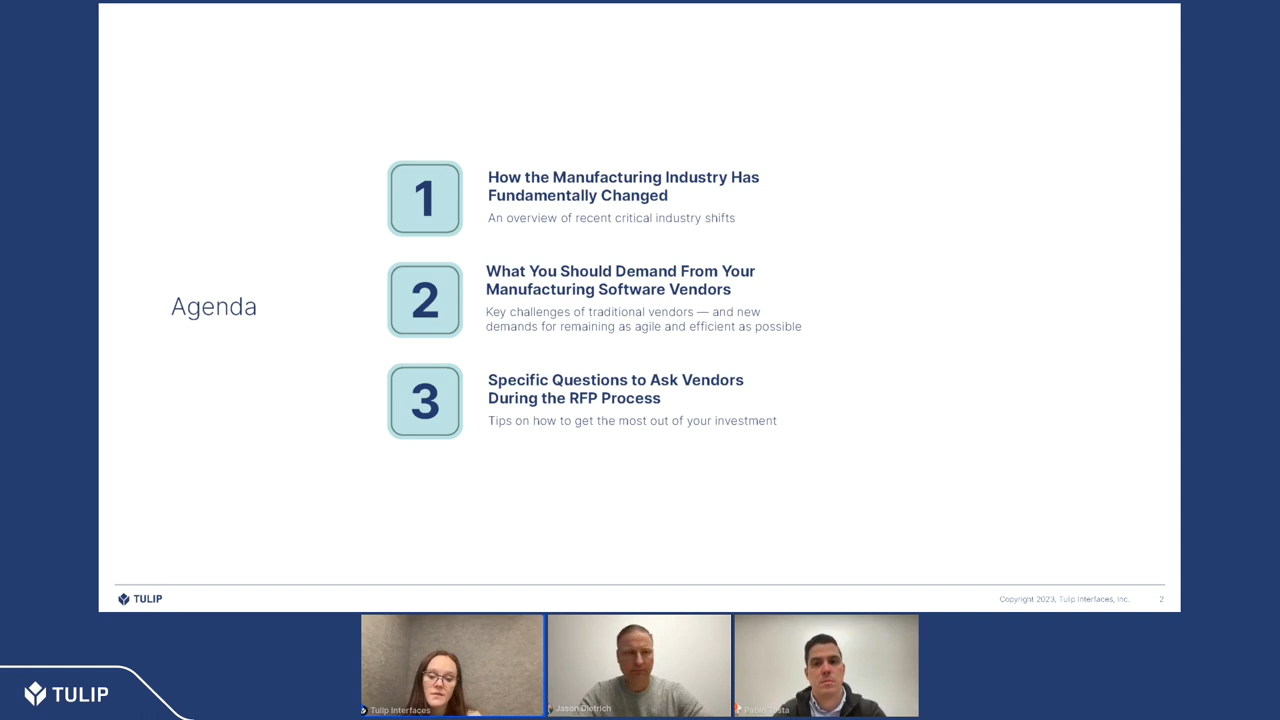 Agenda
1
How the Manufacturing Industry Has
Fundamentally Changed
An overview of recent critical industry shifts
2
What You Should Demand From Your
Manufacturing Software Vendors
Key challenges of traditional vendors — and new
demands for remaining as agile and efficient as possible
3
Specific Questions to Ask Vendors
During the RFP Process
Tips on how to get the most out of your investment
TULIP
Copyright 2023, Tulip Interfaces, Inc.
2
Tulip Interfaces
Jason Dietrich
Pablo Testa
TULIP